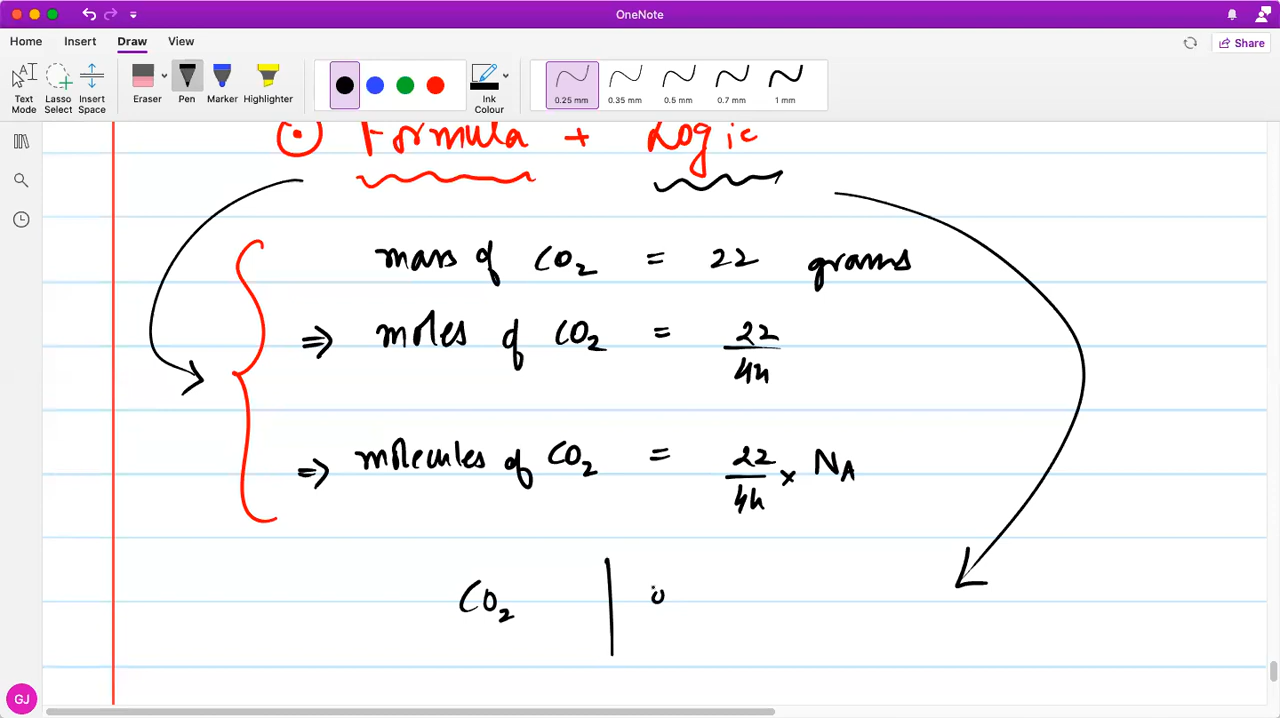 OneNote
Home Insert Draw View
Share
Text Mode
Lasso Select
Insert Space
Eraser
Pen
Marker
Highlighter
Ink Colour
0.25 mm 0.35 mm 0.5 mm 0.7 mm 1 mm
Formula + Logic
mass of CO₂ = 22 grams
⇒ moles of CO₂ = 22/44
⇒ molecules of CO₂ = 22/44 × N_A
CO₂ |
GJ